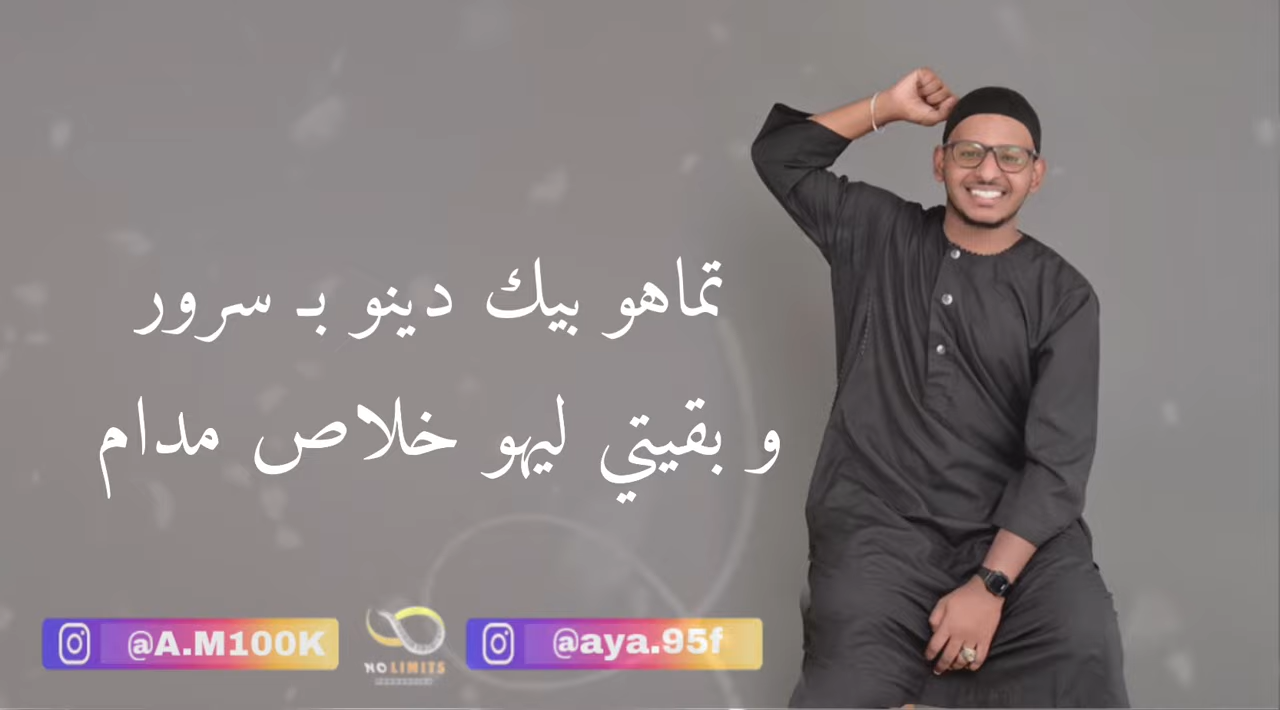 تماهو بيك دينو بـ سرور
و بقيتي ليهو خلاص مدام
@A.M100K
NO LIMITS
@aya.95f